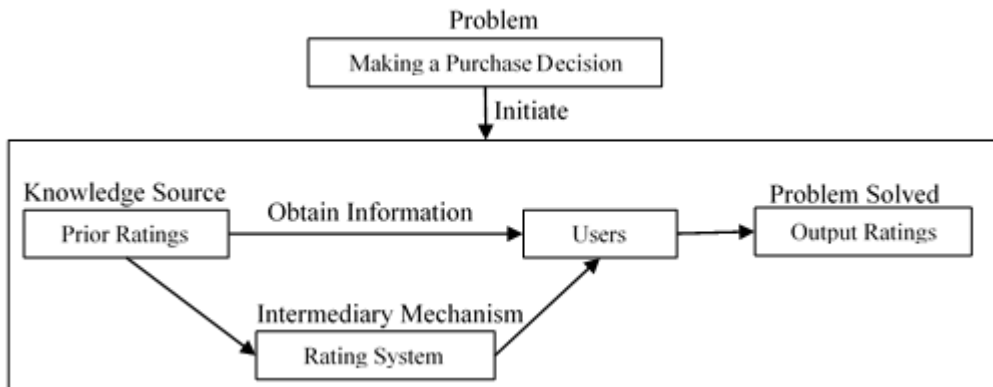 Problem
Making a Purchase Decision
Initiate
Knowledge Source
Prior Ratings
Obtain Information
Users
Problem Solved
Output Ratings
Intermediary Mechanism
Rating System